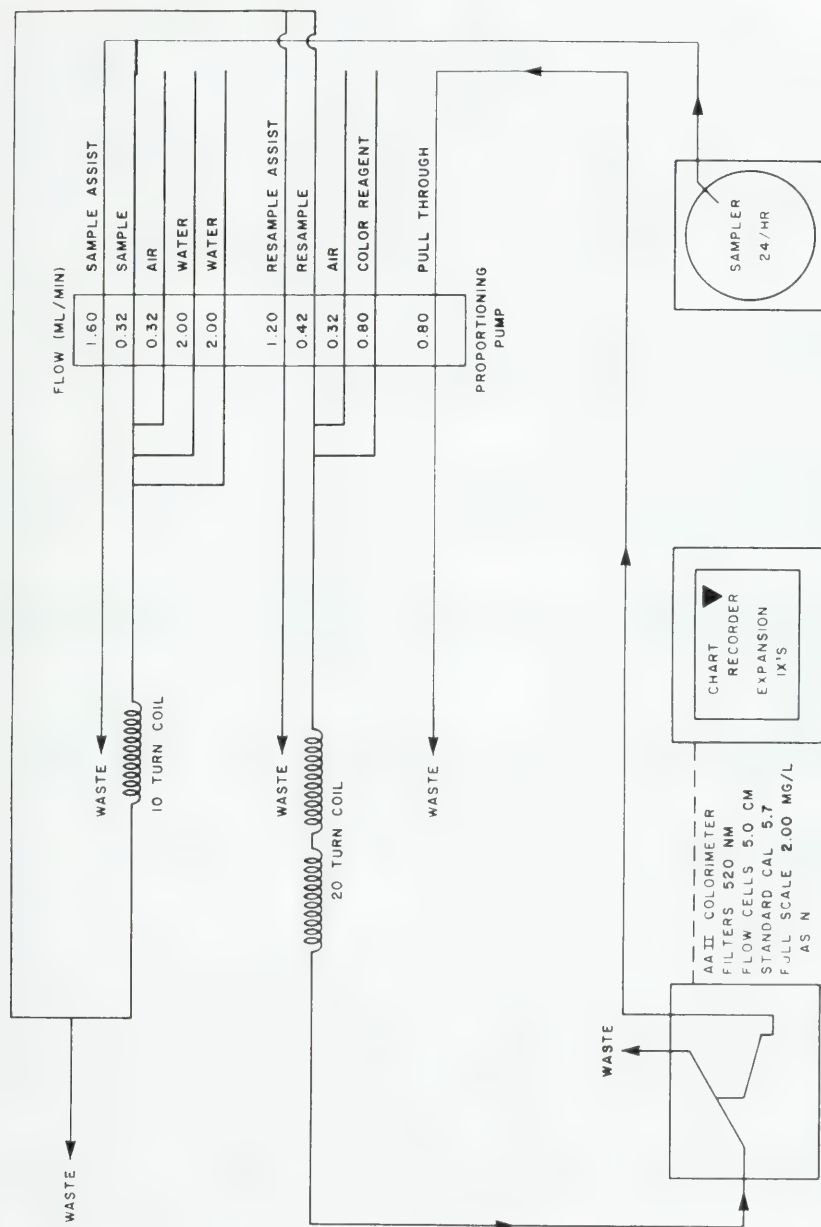 FLOW (ML/MIN)
1.60 SAMPLE ASSIST
0.32 SAMPLE
0.32 AIR
2.00 WATER
2.00 WATER
1.20 RESAMPLE ASSIST
0.42 RESAMPLE
0.32 AIR
0.80 COLOR REAGENT
0.80 PULL THROUGH
PROPORTIONING
PUMP
WASTE
10 TURN COIL
WASTE
WASTE
20 TURN COIL
WASTE
SAMPLER
24/HR
CHART
RECORDER
EXPANSION
1X'S
AA II COLORIMETER
FILTERS 520 NM
FLOW CELLS 5.0 CM
STANDARD CAL 5.7
FULL SCALE 2.00 MG/L
AS N
WASTE